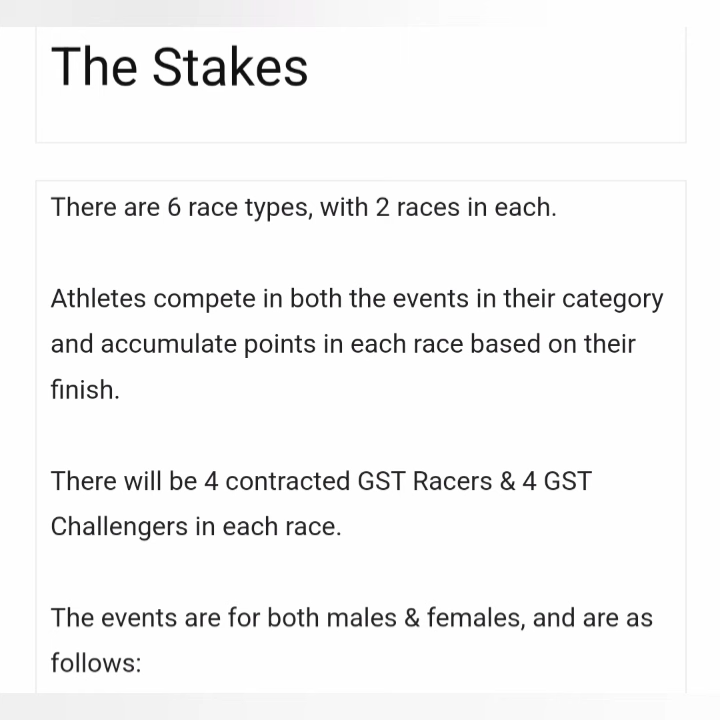 The Stakes
There are 6 race types, with 2 races in each.
Athletes compete in both the events in their category
and accumulate points in each race based on their
finish.
There will be 4 contracted GST Racers & 4 GST
Challengers in each race.
The events are for both males & females, and are as
follows: